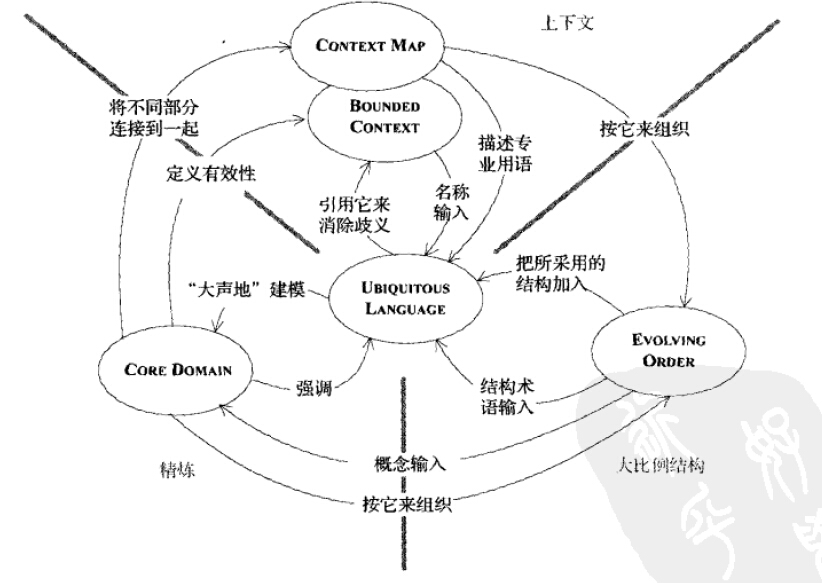 上下文
CONTEXT MAP
将不同部分
连接到一起
BOUNDED
CONTEXT
按它来组织
描述专
业用语
定义有效性
名称
输入
引用它来
消除歧义
把所采用的
结构加入
“大声地”建模
UBIQUITOUS
LANGUAGE
EVOLVING
ORDER
CORE DOMAIN
强调
结构术
语输入
精炼
概念输入
大比例结构
按它来组织